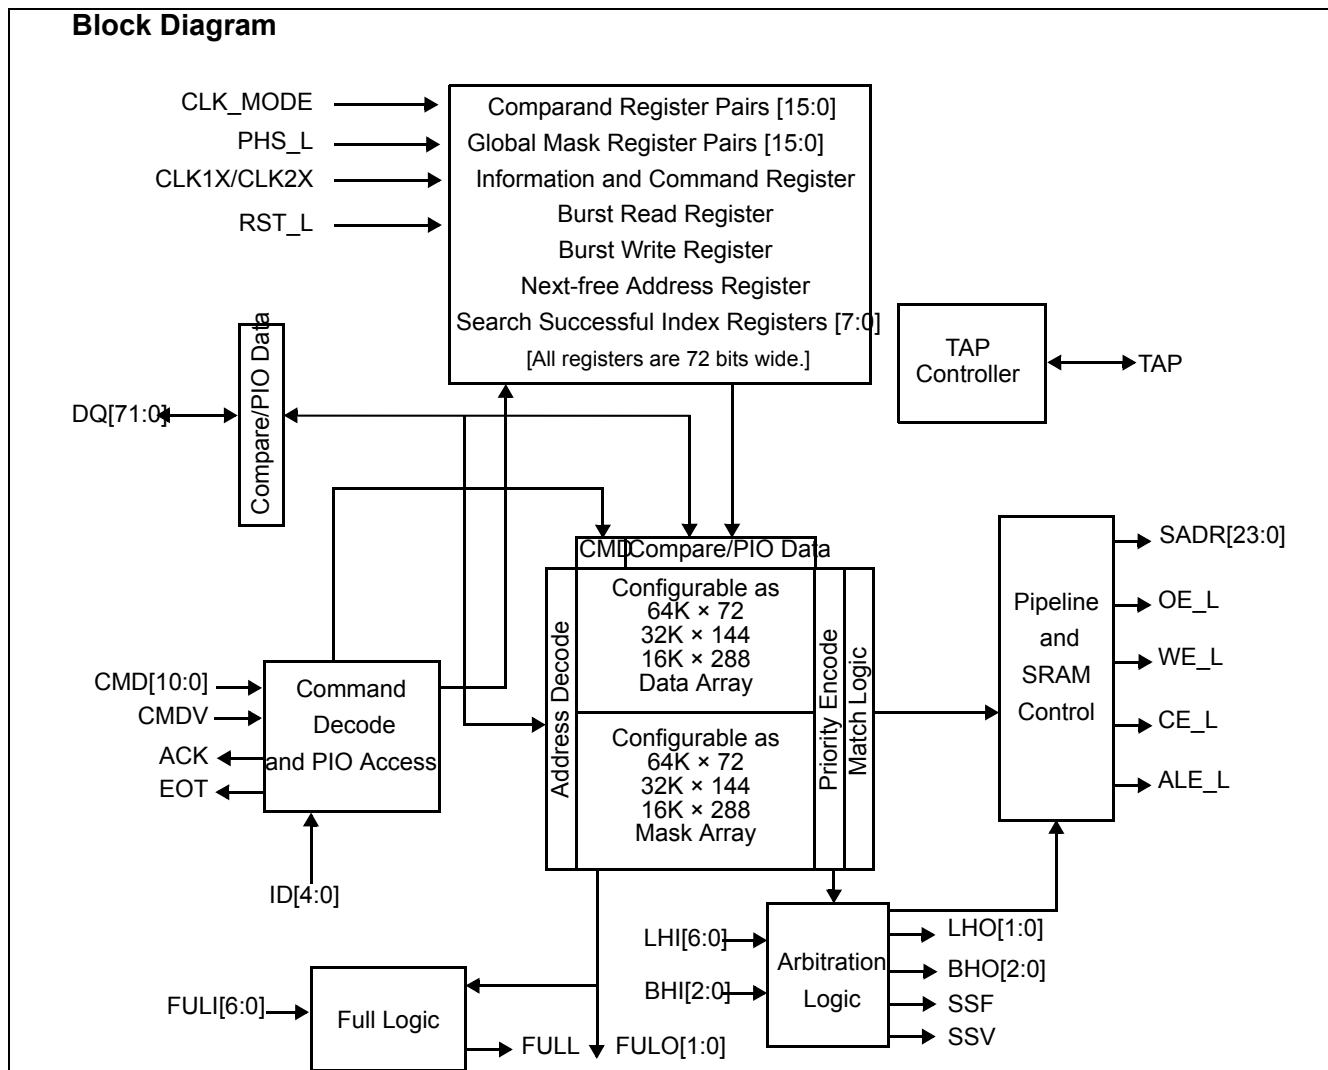 Block Diagram
CLK_MODE
PHS_L
CLK1X/CLK2X
RST_L
Comparand Register Pairs [15:0]
Global Mask Register Pairs [15:0]
Information and Command Register
Burst Read Register
Burst Write Register
Next-free Address Register
Search Successful Index Registers [7:0]
[All registers are 72 bits wide.]
TAP
Controller
TAP
DQ[71:0]
Compare/PIO Data
CMD
Compare/PIO Data
Address Decode
Configurable as
64K × 72
32K × 144
16K × 288
Data Array
Configurable as
64K × 72
32K × 144
16K × 288
Mask Array
Priority Encode
Match Logic
Pipeline
and
SRAM
Control
SADR[23:0]
OE_L
WE_L
CE_L
ALE_L
CMD[10:0]
CMDV
ACK
EOT
Command
Decode
and PIO Access
ID[4:0]
LHI[6:0]
BHI[2:0]
Arbitration
Logic
LHO[1:0]
BHO[2:0]
SSF
SSV
FULI[6:0]
Full Logic
FULL
FULO[1:0]